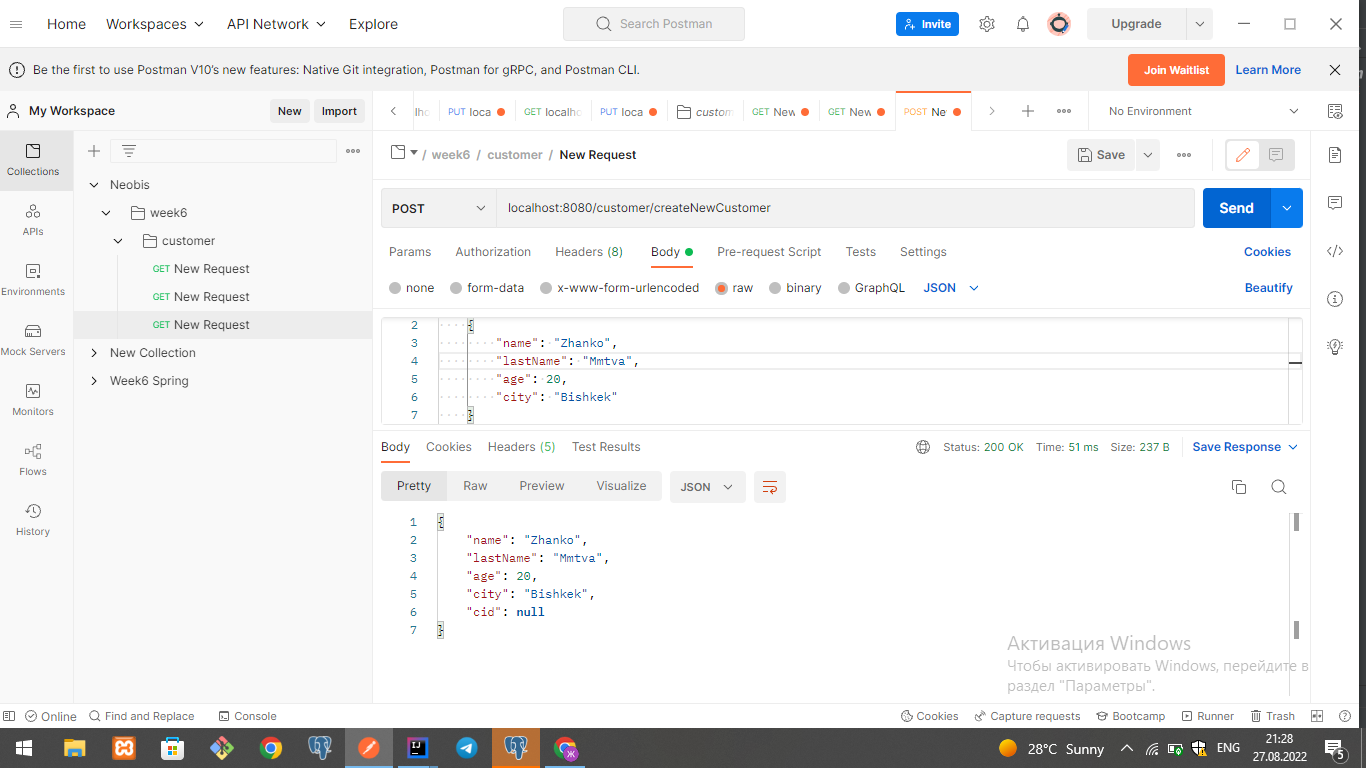 Home Workspaces API Network Explore Search Postman Invite Upgrade
Be the first to use Postman V10's new features: Native Git integration, Postman for gRPC, and Postman CLI. Join Waitlist Learn More
My Workspace New Import PUT loca GET localh PUT loca custom GET New GET New POST Ne No Environment
Collections
APIs
Environments
Mock Servers
Monitors
Flows
History
Neobis
week6
customer
GET New Request
GET New Request
GET New Request
New Collection
Week6 Spring
/ week6 / customer / New Request Save
POST localhost:8080/customer/createNewCustomer Send
Params Authorization Headers (8) Body Pre-request Script Tests Settings Cookies
none form-data x-www-form-urlencoded raw binary GraphQL JSON Beautify
2 {
3 "name": "Zhanko",
4 "lastName": "Mmtva",
5 "age": 20,
6 "city": "Bishkek"
7 }
Body Cookies Headers (5) Test Results Status: 200 OK Time: 51 ms Size: 237 B Save Response
Pretty Raw Preview Visualize JSON
1 {
2 "name": "Zhanko",
3 "lastName": "Mmtva",
4 "age": 20,
5 "city": "Bishkek",
6 "cid": null
7 }
Активация Windows
Чтобы активировать Windows, перейдите в
раздел "Параметры".
Online Find and Replace Console Cookies Capture requests Bootcamp Runner Trash
28°C Sunny ENG 21:28
27.08.2022 5